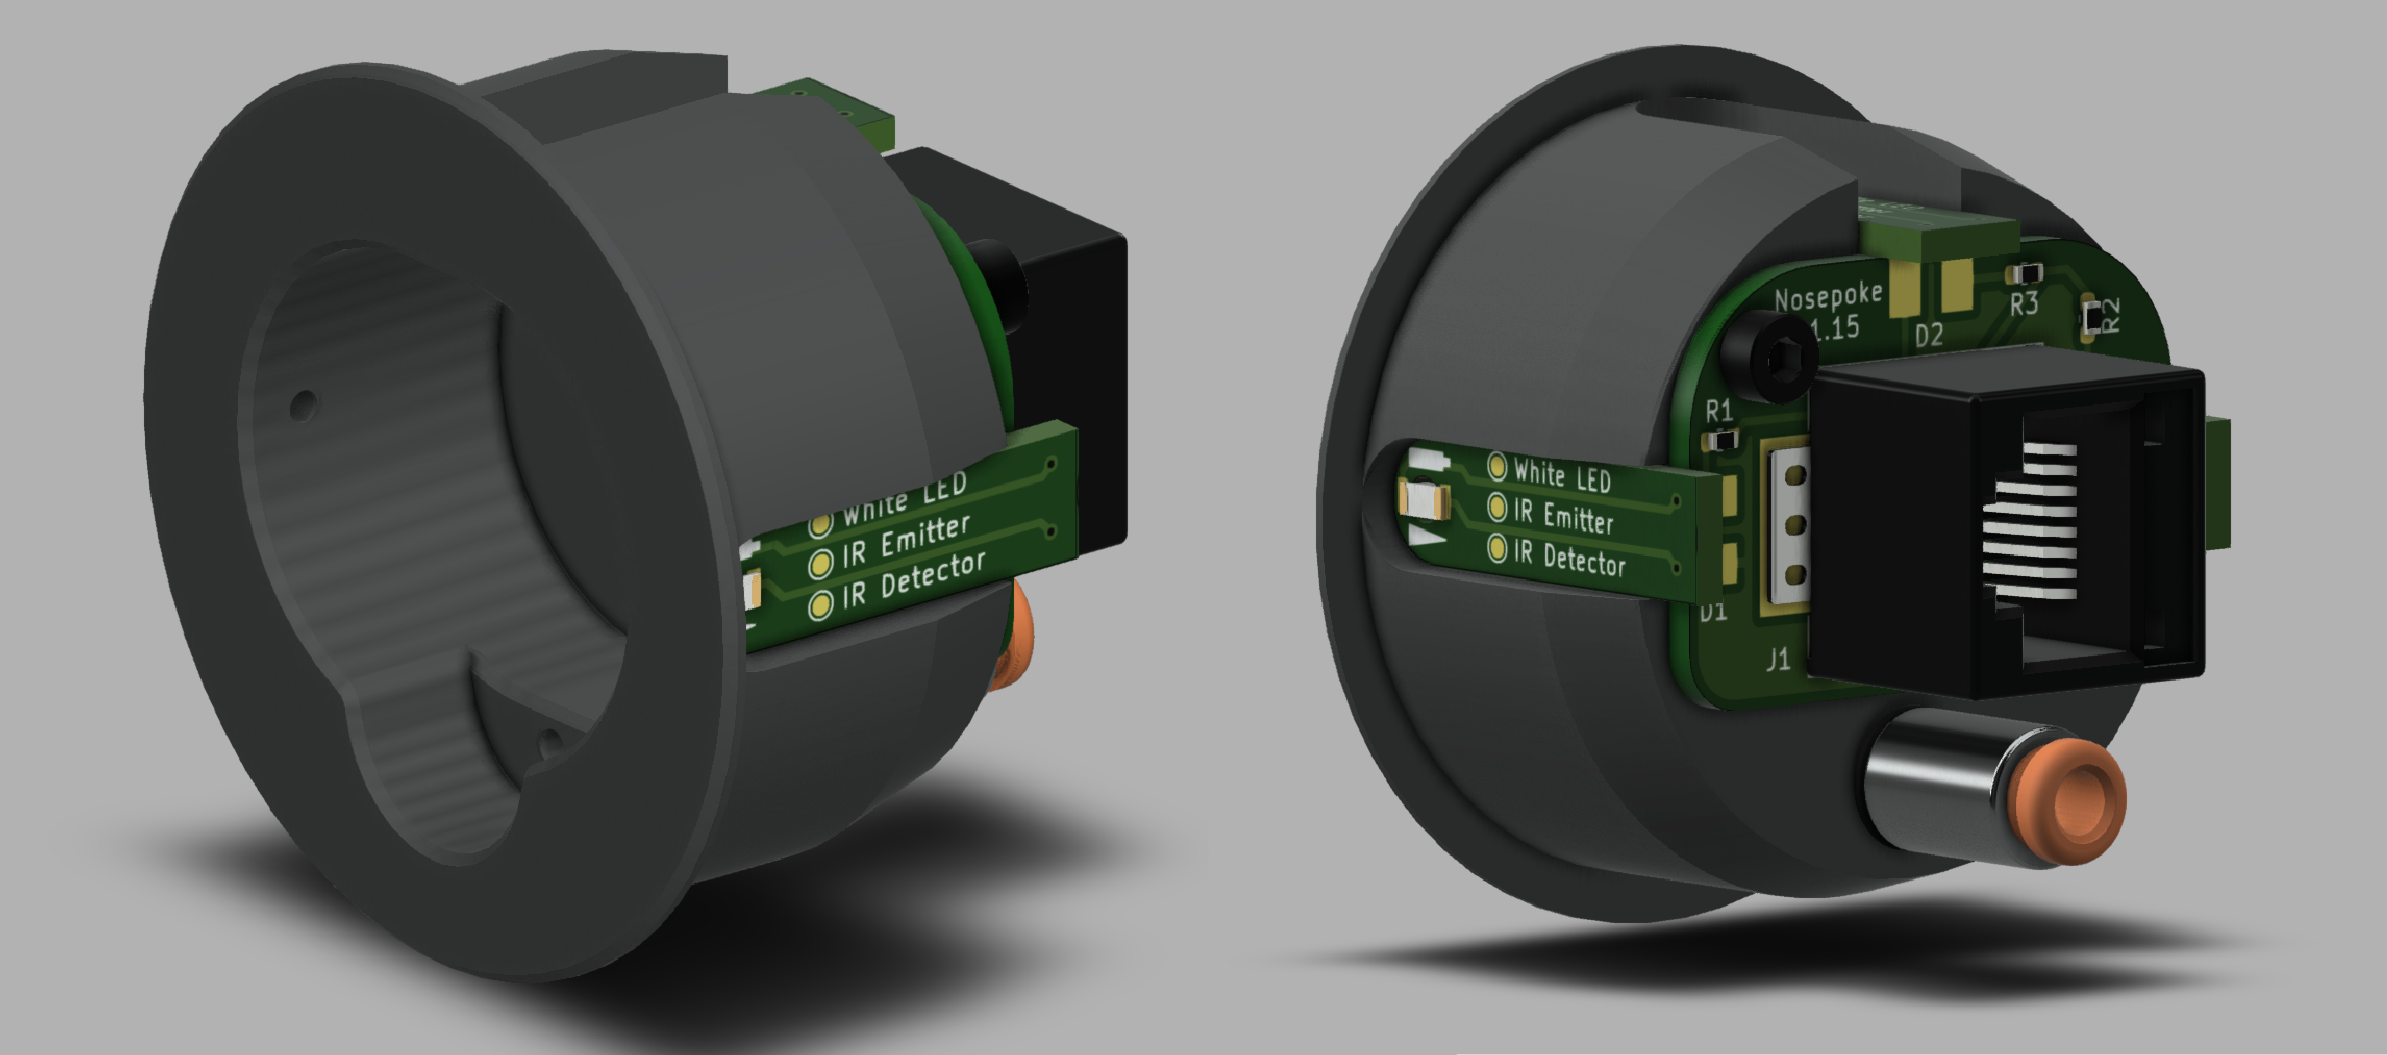 White LED
IR Emitter
IR Detector
Nosepoke
1.15
R3
R2
D2
R1
White LED
IR Emitter
IR Detector
D1
J1